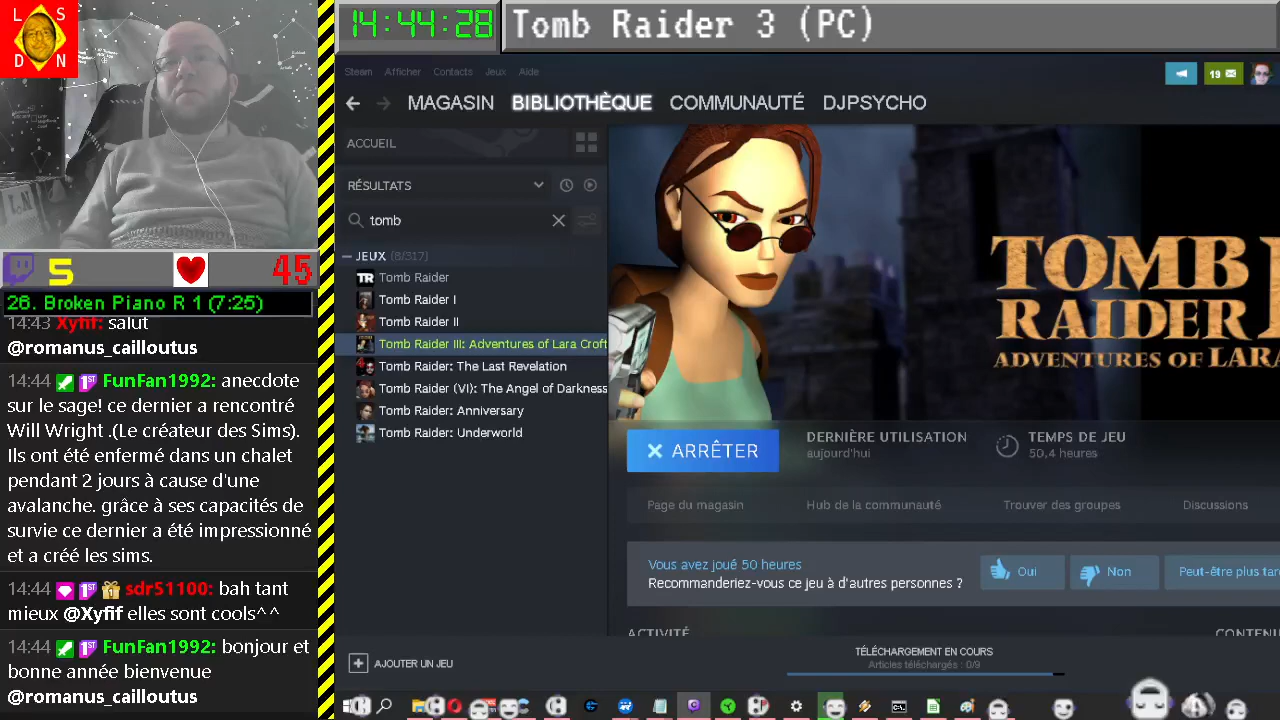 L S
D N
14:44:28
Tomb Raider 3 (PC)
Steam Afficher Contacts Jeux Aide
19
MAGASIN BIBLIOTHÈQUE COMMUNAUTÉ DJPSYCHO
ACCUEIL
RÉSULTATS
tomb
JEUX (8/317)
TR Tomb Raider
Tomb Raider I
Tomb Raider II
Tomb Raider III: Adventures of Lara Croft
Tomb Raider: The Last Revelation
Tomb Raider (VI): The Angel of Darkness
Tomb Raider: Anniversary
Tomb Raider: Underworld
AJOUTER UN JEU
TOMB
RAIDER
ADVENTURES OF LARA
ARRÊTER
DERNIÈRE UTILISATION
aujourd'hui
TEMPS DE JEU
50,4 heures
Page du magasin Hub de la communauté Trouver des groupes Discussions
Vous avez joué 50 heures
Recommanderiez-vous ce jeu à d'autres personnes ?
Oui Non Peut-être plus tard
ACTIVITÉ
TÉLÉCHARGEMENT EN COURS
Articles téléchargés : 0/9
5 45
26. Broken Piano R 1 (7:25)
14:43 Xyfif: salut
@romanus_cailloutus
14:44 FunFan1992: anecdote
sur le sage! ce dernier a rencontré
Will Wright .(Le créateur des Sims).
Ils ont été enfermé dans un chalet
pendant 2 jours à cause d'une
avalanche. grâce à ses capacités de
survie ce dernier a été impressionné
et a créé les sims.
14:44 1ST sdr51100: bah tant
mieux @Xyfif elles sont cools^^
14:44 1ST FunFan1992: bonjour et
bonne année bienvenue
@romanus_cailloutus